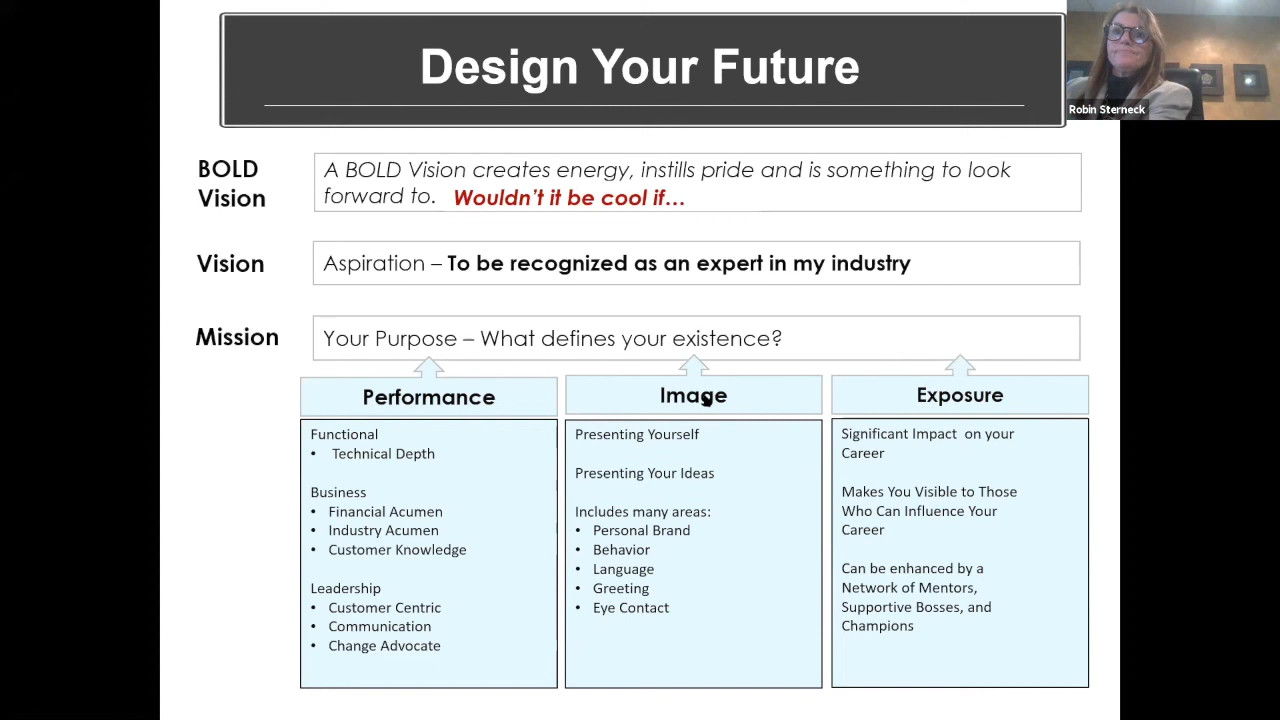 Design Your Future
Robin Sterneck
BOLD
Vision
A BOLD Vision creates energy, instills pride and is something to look
forward to. Wouldn't it be cool if...
Vision
Aspiration – To be recognized as an expert in my industry
Mission
Your Purpose – What defines your existence?
Performance
Functional
• Technical Depth
Business
• Financial Acumen
• Industry Acumen
• Customer Knowledge
Leadership
• Customer Centric
• Communication
• Change Advocate
Image
Presenting Yourself
Presenting Your Ideas
Includes many areas:
• Personal Brand
• Behavior
• Language
• Greeting
• Eye Contact
Exposure
Significant Impact on your
Career
Makes You Visible to Those
Who Can Influence Your
Career
Can be enhanced by a
Network of Mentors,
Supportive Bosses, and
Champions